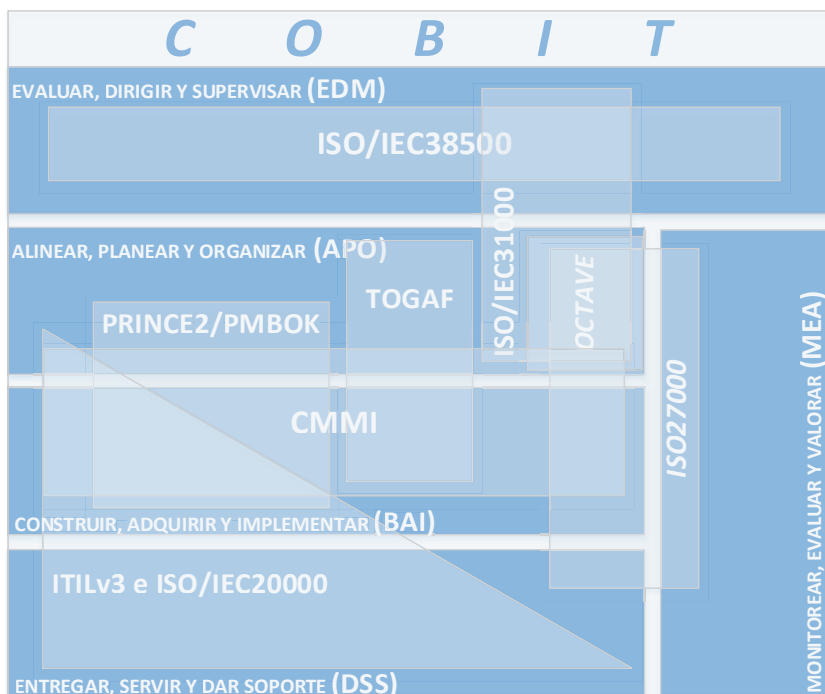 C O B I T
EVALUAR, DIRIGIR Y SUPERVISAR (EDM)
ISO/IEC38500
ISO/IEC31000
ALINEAR, PLANEAR Y ORGANIZAR (APO)
TOGAF
OCTAVE
PRINCE2/PMBOK
ISO27000
CMMI
CONSTRUIR, ADQUIRIR Y IMPLEMENTAR (BAI)
ITILv3 e ISO/IEC20000
ENTREGAR, SERVIR Y DAR SOPORTE (DSS)
MONITOREAR, EVALUAR Y VALORAR (MEA)